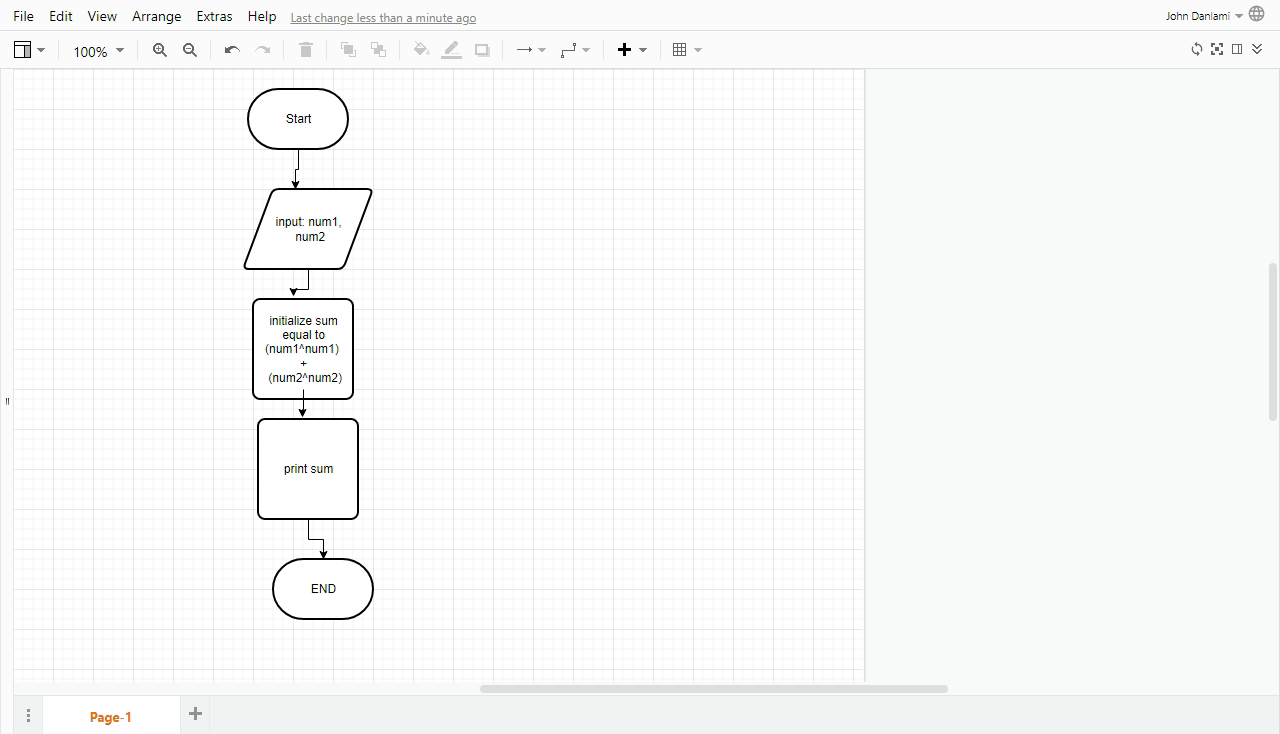 File Edit View Arrange Extras Help Last change less than a minute ago John Danlami
100%
Start
input: num1,
num2
initialize sum
equal to
(num1^num1)
+
(num2^num2)
print sum
END
Page-1